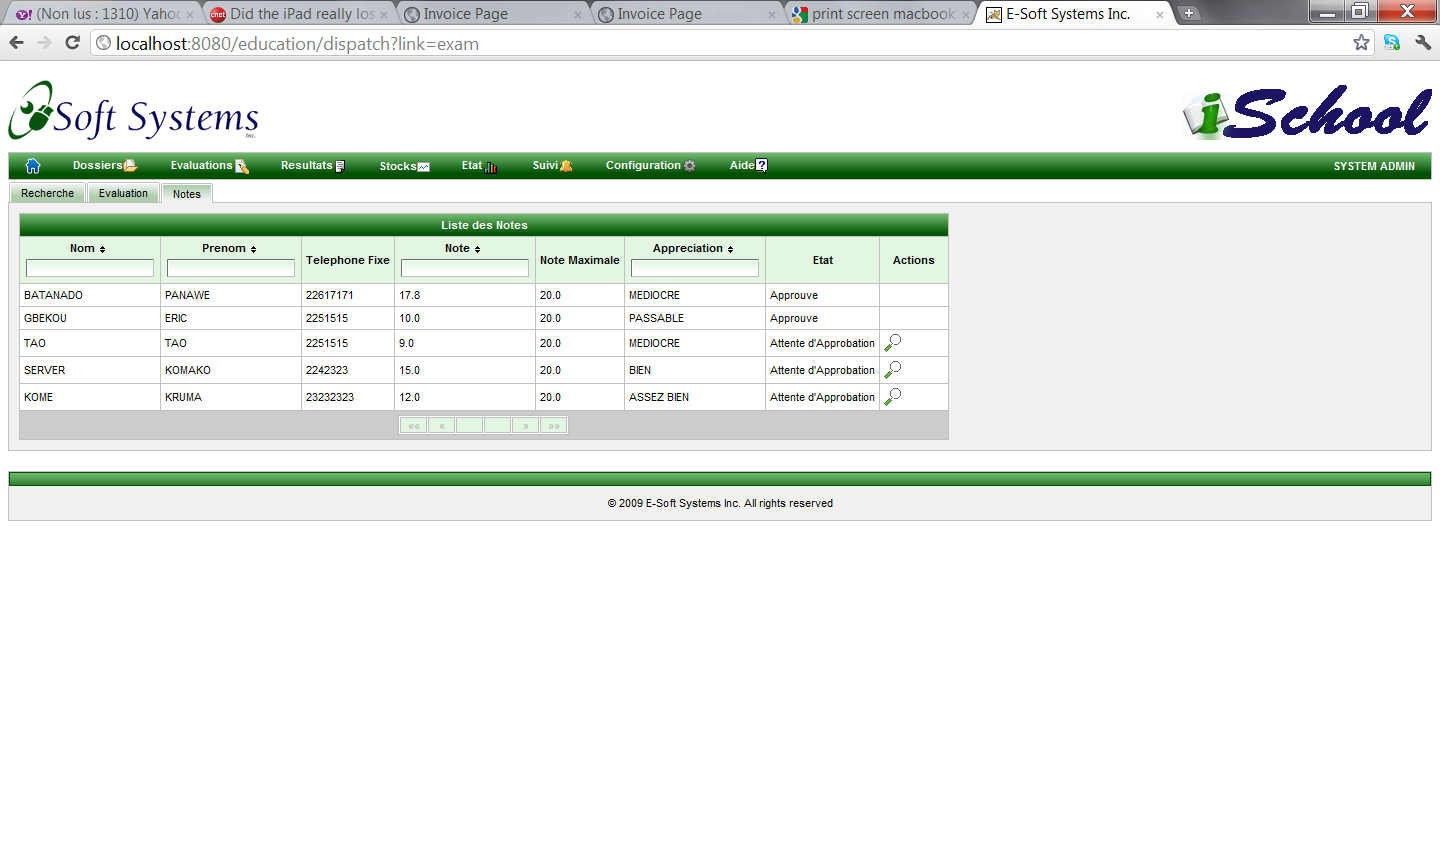 (Non lus : 1310) Yahoo Did the iPad really los Invoice Page Invoice Page print screen macbook E-Soft Systems Inc.
localhost:8080/education/dispatch?link=exam
Soft Systems Inc.
iSchool
Dossiers Evaluations Resultats Stocks Etat Suivi Configuration Aide? SYSTEM ADMIN
Recherche Evaluation Notes
Liste des Notes
Nom Prenom Telephone Fixe Note Note Maximale Appreciation Etat Actions
BATANADO PANAWE 22617171 17.8 20.0 MEDIOCRE Approuve
GBEKOU ERIC 2251515 10.0 20.0 PASSABLE Approuve
TAO TAO 2251515 9.0 20.0 MEDIOCRE Attente d'Approbation
SERVER KOMAKO 2242323 15.0 20.0 BIEN Attente d'Approbation
KOME KRUMA 23232323 12.0 20.0 ASSEZ BIEN Attente d'Approbation
«« « » »»
© 2009 E-Soft Systems Inc. All rights reserved